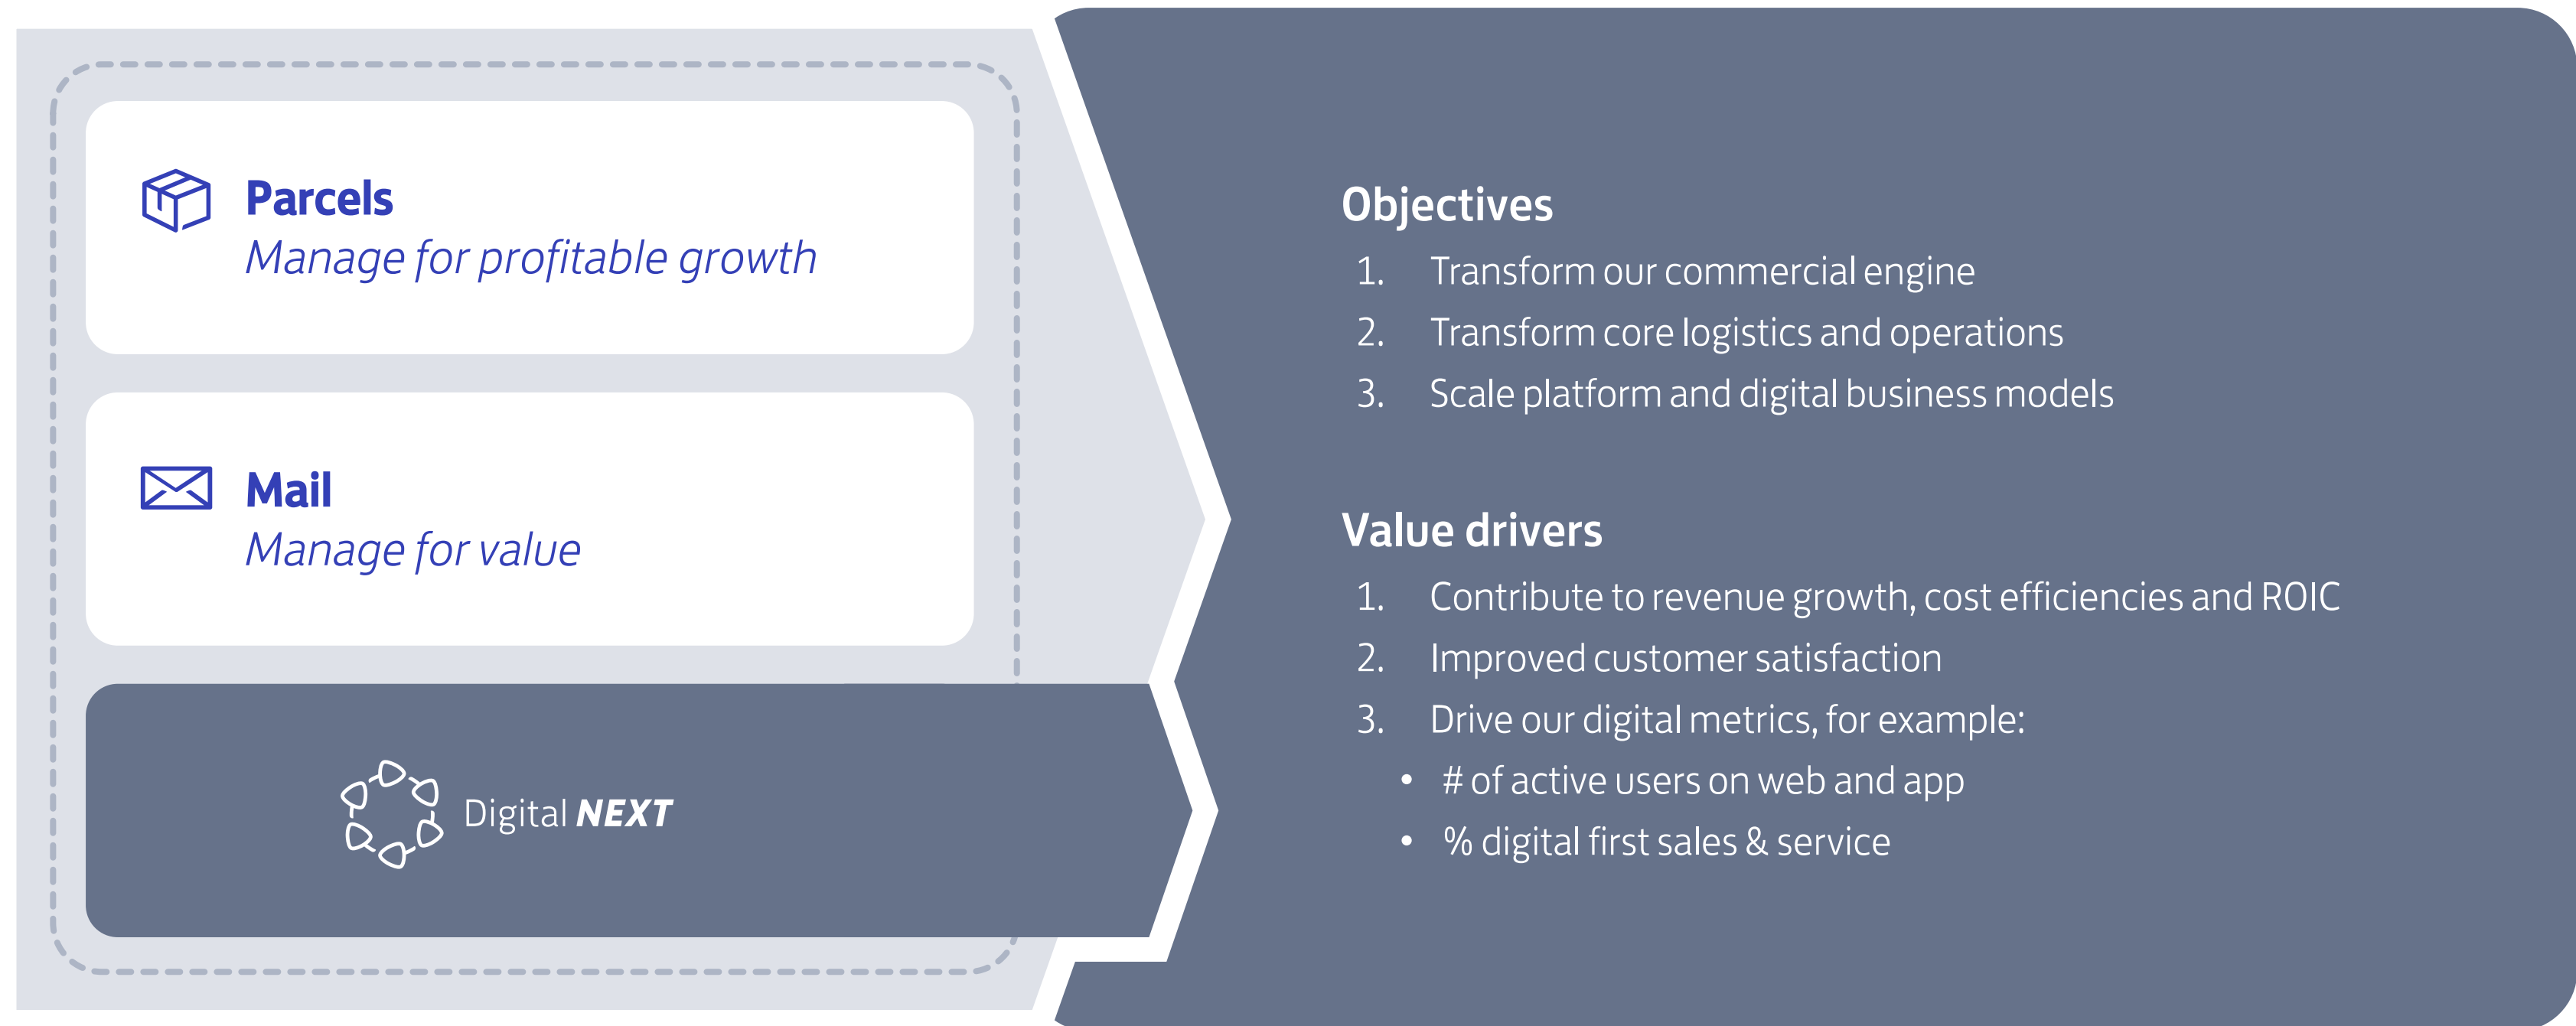 Parcels
Manage for profitable growth
Mail
Manage for value
Digital NEXT
Objectives
1. Transform our commercial engine
2. Transform core logistics and operations
3. Scale platform and digital business models
Value drivers
1. Contribute to revenue growth, cost efficiencies and ROIC
2. Improved customer satisfaction
3. Drive our digital metrics, for example:
• # of active users on web and app
• % digital first sales & service